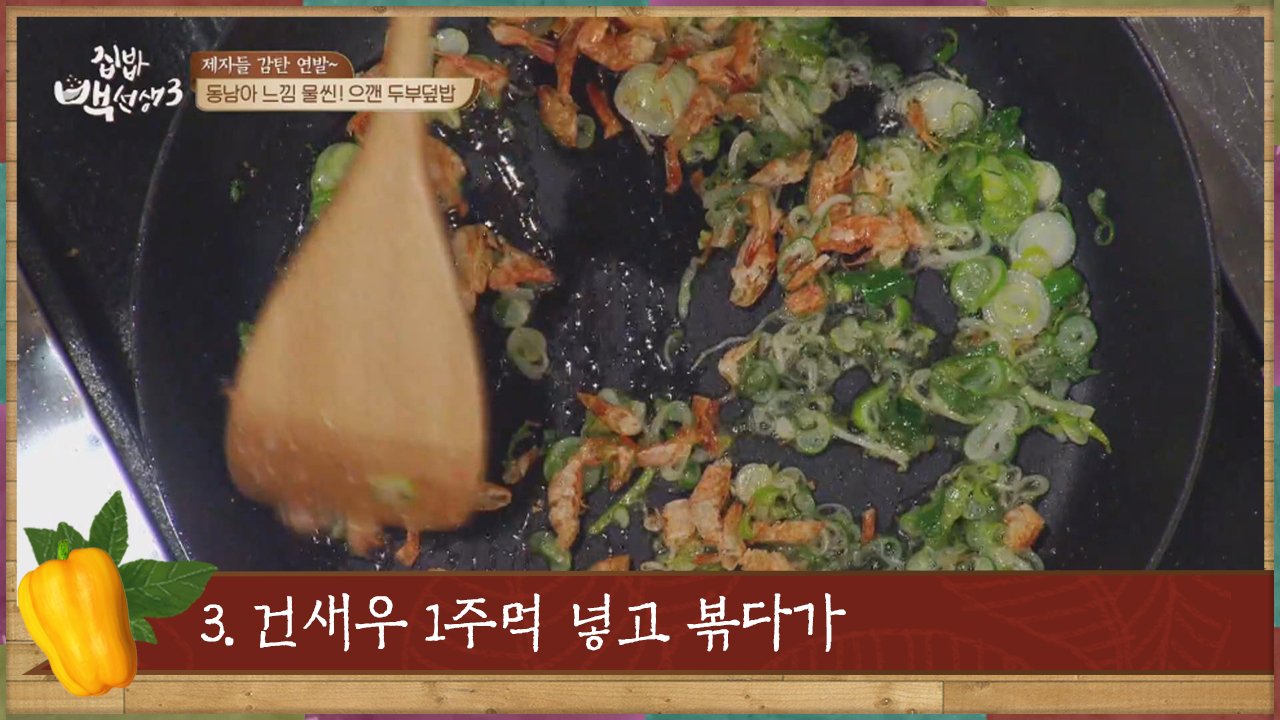 집밥
백선생3
제자들 감탄 연발~
동남아 느낌 물씬! 으깬 두부덮밥
3. 건새우 1주먹 넣고 볶다가